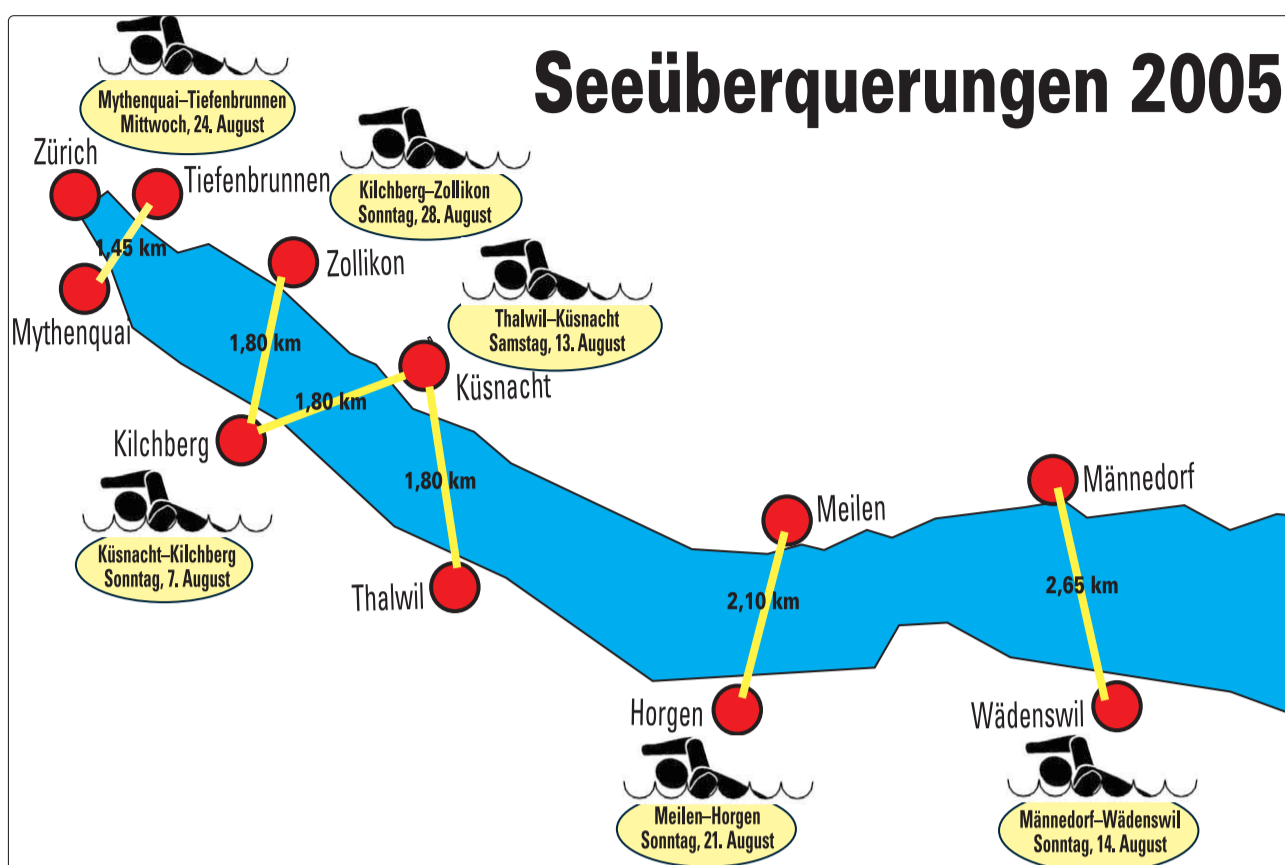 Seeüberquerungen 2005
Mythenquai–Tiefenbrunnen
Mittwoch, 24. August
Zürich
Tiefenbrunnen
Kilchberg–Zollikon
Sonntag, 28. August
1,45 km
Zollikon
Mythenquai
Thalwil–Küsnacht
Samstag, 13. August
1,80 km
Küsnacht
1,80 km
Kilchberg
1,80 km
Küsnacht–Kilchberg
Sonntag, 7. August
Thalwil
Meilen
Männedorf
2,10 km
2,65 km
Horgen
Wädenswil
Meilen–Horgen
Sonntag, 21. August
Männedorf–Wädenswil
Sonntag, 14. August